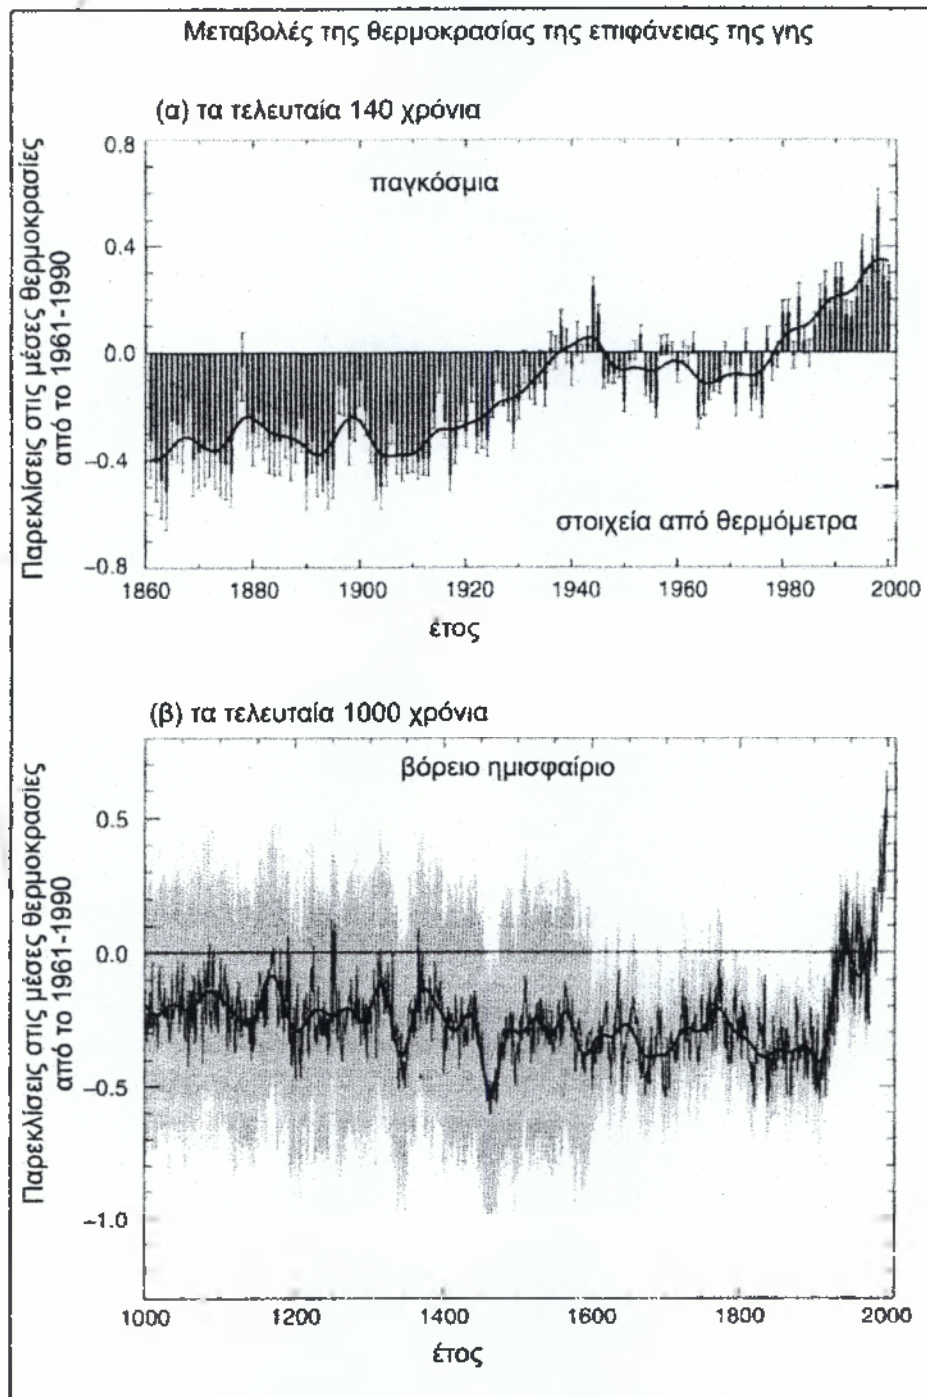 Μεταβολές της θερμοκρασίας της επιφάνειας της γης
(α) τα τελευταία 140 χρόνια
Παρεκλίσεις στις μέσες θερμοκρασίες
από το 1961-1990
0.8
0.4
0.0
−0.4
−0.8
παγκόσμια
στοιχεία από θερμόμετρα
1860 1880 1900 1920 1940 1960 1980 2000
έτος
(β) τα τελευταία 1000 χρόνια
Παρεκλίσεις στις μέσες θερμοκρασίες
από το 1961-1990
0.5
0.0
−0.5
−1.0
βόρειο ημισφαίριο
1000 1200 1400 1600 1800 2000
έτος